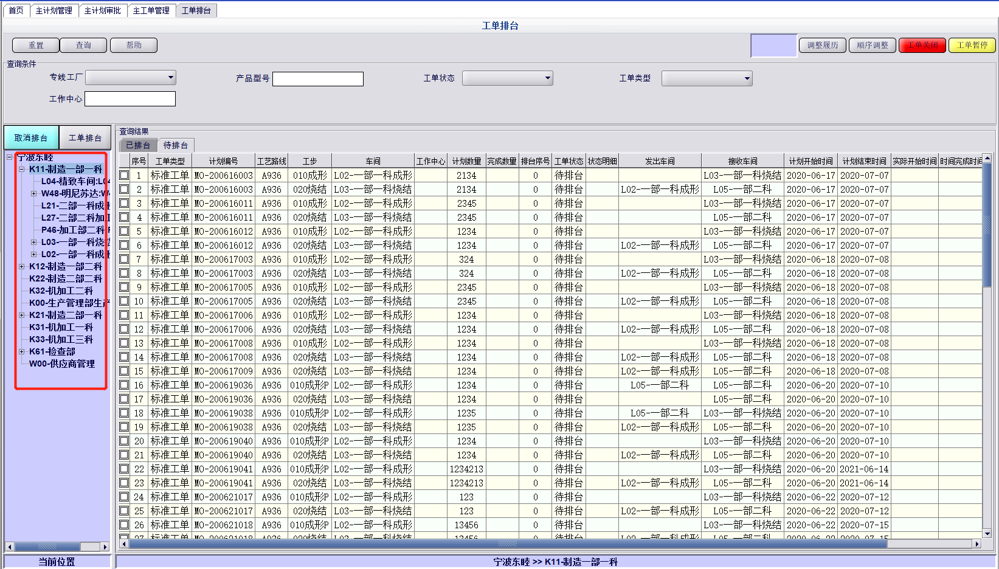 首页 主计划管理 主计划审批 主工单管理 工单排台
工单排台
重置 查询 帮助 调整履历 顺序调整 工单关闭 工单暂停
查询条件
专线工厂 产品型号 工单状态 工单类型
工作中心
取消排台 工单排台
宁波东睦
K11-制造一部一科
L04-精致车间:L04
W48-明尼苏达:W4
L21-二部一科成形
L27-二部二科加工
P46-加工部二科
L03-一部一科烧结
L02-一部一科成形
K12-制造一部二科
K22-制造二部二科
K32-机加工二科
K00-生产管理部生产
K21-制造二部一科
K31-机加工一科
K33-机加工三科
K61-检查部
W00-供应商管理
查询结果
已排台 待排台
序号 工单类型 计划编号 工艺路线 工步 车间 工作中心 计划数量 完成数量 排台序号 工单状态 状态明细 发出车间 接收车间 计划开始时间 计划结束时间 实际开始时间 时间完成时间
1 标准工单 MO-200616003 A936 010成形 L02-一部一科成形 2134 0 待排台 L03-一部一科烧结 2020-06-17 2020-07-07
2 标准工单 MO-200616003 A936 020烧结 L03-一部一科烧结 2134 0 待排台 L02-一部一科成形 L05-一部二科 2020-06-17 2020-07-07
3 标准工单 MO-200616011 A936 010成形 L02-一部一科成形 2345 0 待排台 L03-一部一科烧结 2020-06-17 2020-07-07
4 标准工单 MO-200616011 A936 020烧结 L03-一部一科烧结 2345 0 待排台 L05-一部二科 2020-06-17 2020-07-07
5 标准工单 MO-200616012 A936 010成形 L02-一部一科成形 1234 0 待排台 L03-一部一科烧结 2020-06-17 2020-07-07
6 标准工单 MO-200616012 A936 020烧结 L03-一部一科烧结 1234 0 待排台 L02-一部一科成形 L05-一部二科 2020-06-17 2020-07-07
7 标准工单 MO-200617003 A936 010成形 L02-一部一科成形 324 0 待排台 L03-一部一科烧结 2020-06-18 2020-07-08
8 标准工单 MO-200617003 A936 020烧结 L03-一部一科烧结 324 0 待排台 L02-一部一科成形 L05-一部二科 2020-06-18 2020-07-08
9 标准工单 MO-200617005 A936 010成形 L02-一部一科成形 2345 0 待排台 L03-一部一科烧结 2020-06-18 2020-07-08
10 标准工单 MO-200617005 A936 020烧结 L03-一部一科烧结 2345 0 待排台 L02-一部一科成形 L05-一部二科 2020-06-18 2020-07-08
11 标准工单 MO-200617006 A936 010成形 L02-一部一科成形 1234 0 待排台 L03-一部一科烧结 2020-06-18 2020-07-08
12 标准工单 MO-200617006 A936 020烧结 L03-一部一科烧结 1234 0 待排台 L02-一部一科成形 L05-一部二科 2020-06-18 2020-07-08
13 标准工单 MO-200617008 A936 010成形 L02-一部一科成形 1234 0 待排台 L03-一部一科烧结 2020-06-18 2020-07-08
14 标准工单 MO-200617008 A936 020烧结 L03-一部一科烧结 1234 0 待排台 L02-一部一科成形 L05-一部二科 2020-06-18 2020-07-08
15 标准工单 MO-200617009 A936 020烧结 L03-一部一科烧结 1234 0 待排台 L02-一部一科成形 L05-一部二科 2020-06-18 2020-07-08
16 标准工单 MO-200619036 A936 010成形P L02-一部一科成形 1234 0 待排台 L05-一部二科 L05-一部二科 2020-06-20 2020-07-10
17 标准工单 MO-200619036 A936 020烧结 L03-一部一科烧结 1234 0 待排台 L05-一部二科 2020-06-20 2020-07-10
18 标准工单 MO-200619038 A936 010成形P L02-一部一科成形 1235 0 待排台 L05-一部二科 L03-一部一科烧结 2020-06-20 2020-07-10
19 标准工单 MO-200619038 A936 020烧结 L03-一部一科烧结 1235 0 待排台 L02-一部一科成形 L05-一部二科 2020-06-20 2020-07-10
20 标准工单 MO-200619040 A936 010成形P L02-一部一科成形 1234 0 待排台 L03-一部一科烧结 2020-06-20 2020-07-10
21 标准工单 MO-200619040 A936 020烧结 L03-一部一科烧结 1234 0 待排台 L02-一部一科成形 L05-一部二科 2020-06-20 2020-07-10
22 标准工单 MO-200619041 A936 010成形P L02-一部一科成形 1234213 0 待排台 L03-一部一科烧结 2020-06-20 2021-06-14
23 标准工单 MO-200619041 A936 020烧结 L03-一部一科烧结 1234213 0 待排台 L02-一部一科成形 L05-一部二科 2020-06-20 2021-06-14
24 标准工单 MO-200621017 A936 010成形P L02-一部一科成形 123 0 待排台 L03-一部一科烧结 2020-06-22 2020-07-12
25 标准工单 MO-200621017 A936 020烧结 L03-一部一科烧结 123 0 待排台 L02-一部一科成形 L05-一部二科 2020-06-22 2020-07-12
26 标准工单 MO-200621018 A936 010成形P L02-一部一科成形 13456 0 待排台 L03-一部一科烧结 2020-06-22 2020-07-15
27 标准工单 MO-200621018 A936 020烧结 L03-一部一科烧结 13456 0 待排台 L02-一部一科成形 L05-一部二科 2020-06-22 2020-07-15
当前位置 宁波东睦 >> K11-制造一部一科